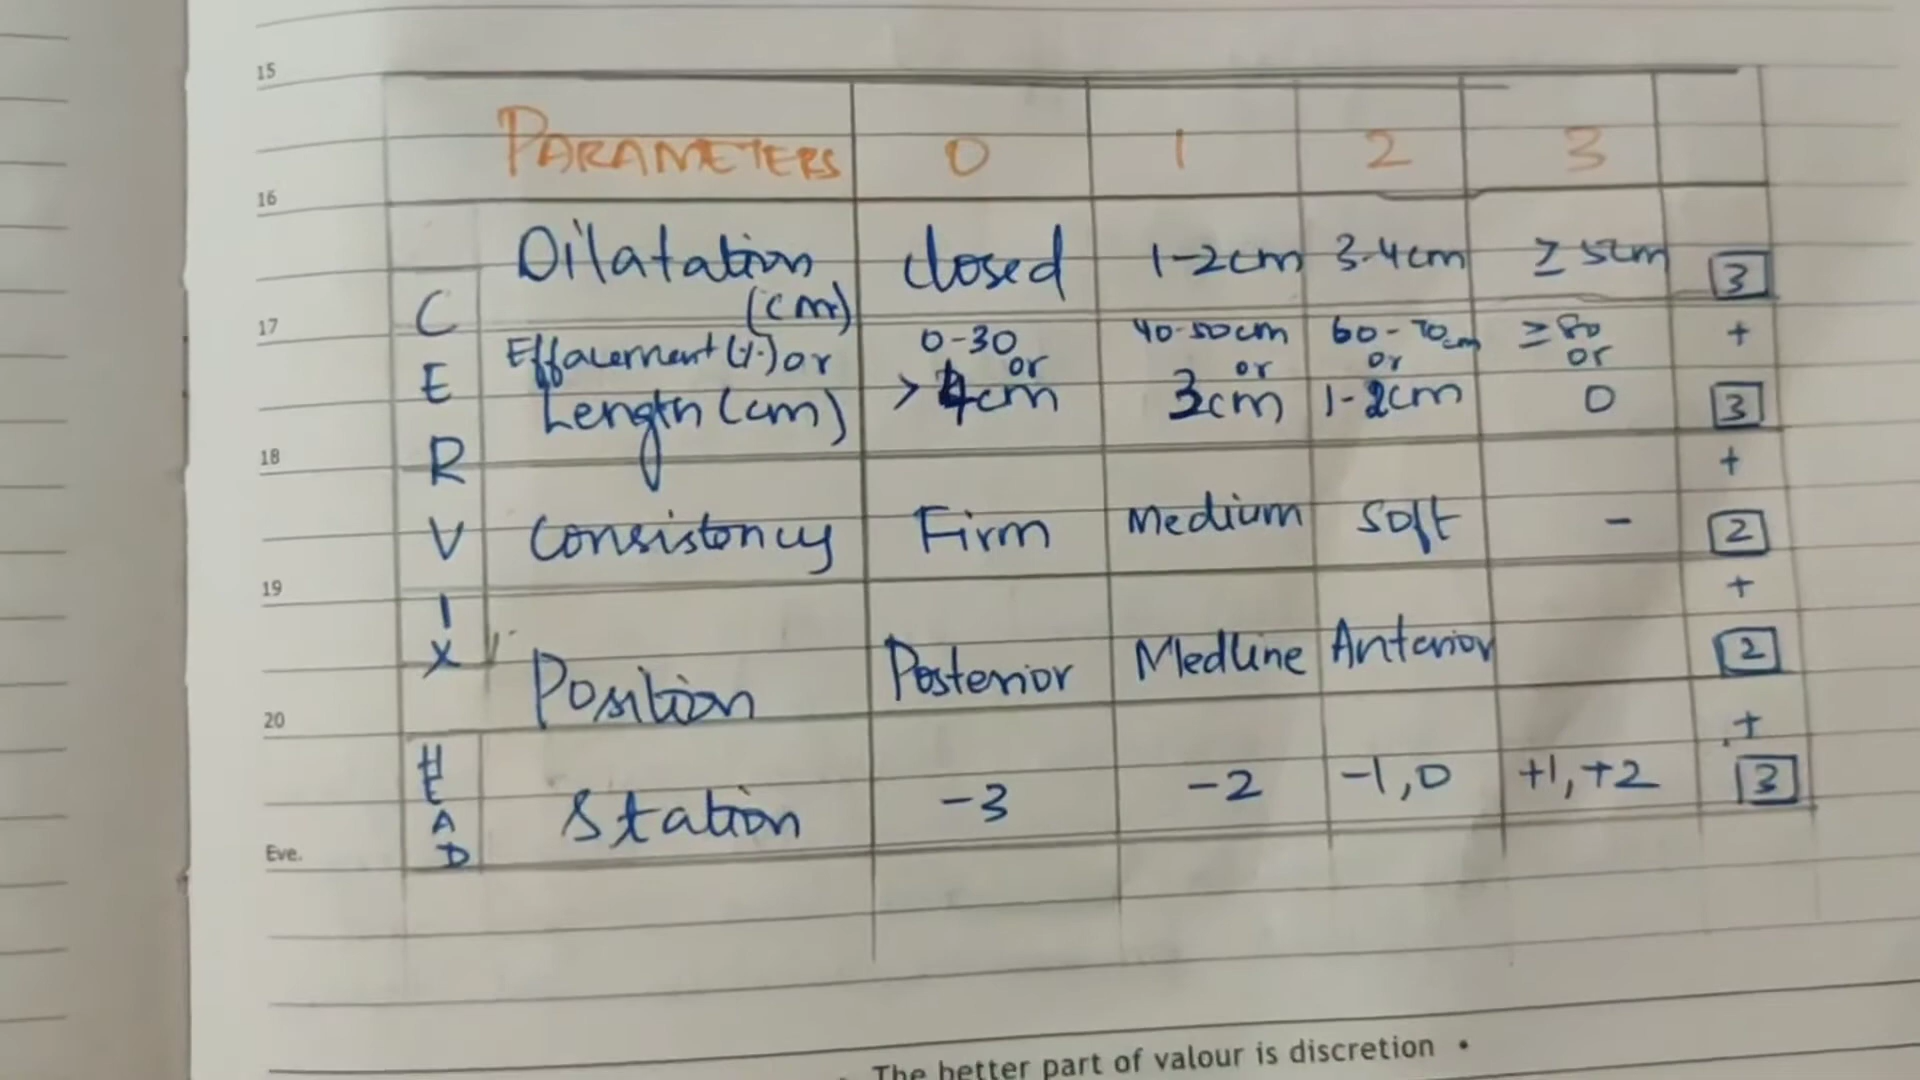 15
PARAMETERS 0 1 2 3
16
Dilatation (cm) closed 1-2cm 3-4cm ≥ 5cm 3
17
Effacement (%) or Length (cm) 0-30 or > 4cm 40-50cm or 3cm 60-70cm or 1-2cm ≥80 or 0 + 3
18
+
Consistency Firm Medium Soft - 2
19
+
Position Posterior Medline Anterior 2
20
+
Station -3 -2 -1,0 +1,+2 3
Eve.
CERVIX
HEAD
The better part of valour is discretion •